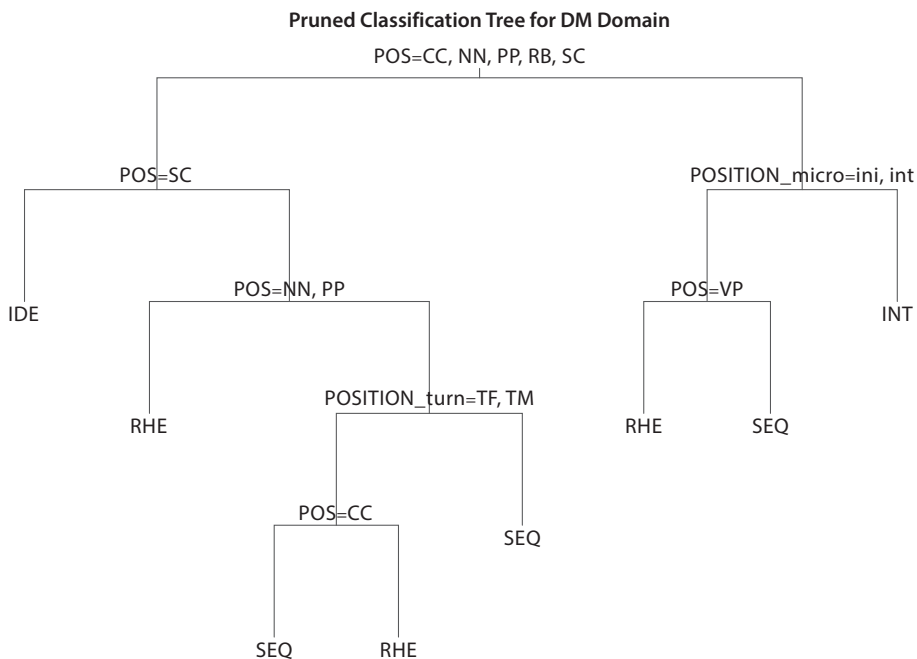 Pruned Classification Tree for DM Domain
POS=CC, NN, PP, RB, SC
POS=SC
POSITION_micro=ini, int
IDE
POS=NN, PP
POS=VP
INT
RHE
POSITION_turn=TF, TM
RHE
SEQ
POS=CC
SEQ
SEQ
RHE